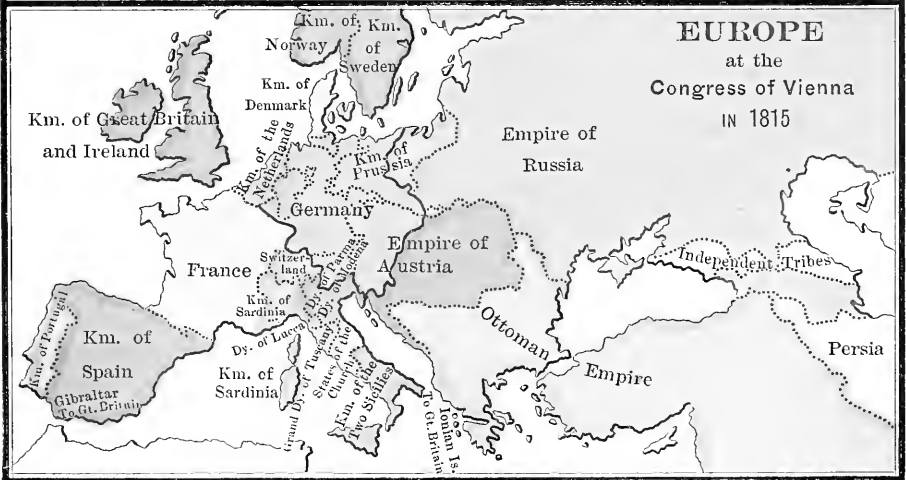 EUROPE
at the
Congress of Vienna
IN 1815
Km. of
Norway
Km.
of
Sweden
Km. of
Denmark
Km. of Great Britain
and Ireland
Km. of the
Netherlands
Km. of
Prussia
Empire of
Russia
Germany
Empire of
Austria
France
Switzer-
land
Km. of
Sardinia
Dy. of Parma
Dy. of Modena
Dy. of Lucca
Grand Dy. of Tuscany
States of the
Church
Km. of the
Two Sicilies
Km. of
Sardinia
Km. of Portugal
Km. of
Spain
Gibraltar
To Gt. Britain
Ottoman
Empire
Ionian Is.
To Gt. Britain
Independent Tribes
Persia